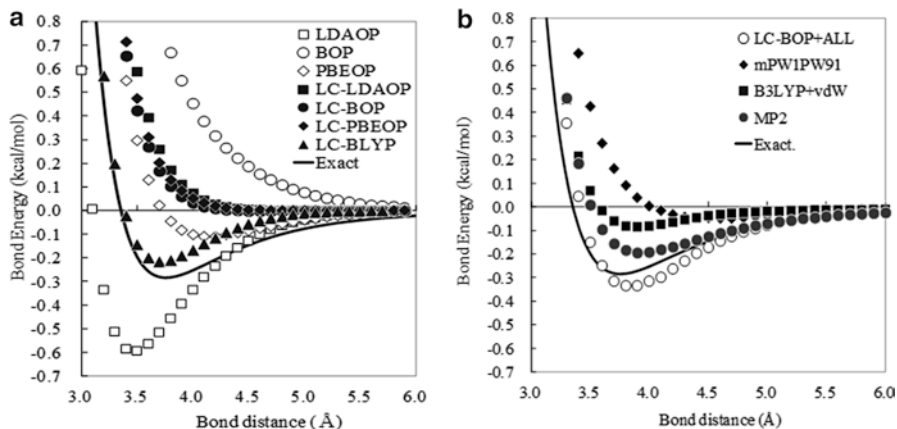 a
Bond Energy (kcal/mol)
0.8
0.7
0.6
0.5
0.4
0.3
0.2
0.1
0.0
-0.1
-0.2
-0.3
-0.4
-0.5
-0.6
-0.7
3.0 3.5 4.0 4.5 5.0 5.5 6.0
Bond distance (Å)
LDAOP
BOP
PBEOP
LC-LDAOP
LC-BOP
LC-PBEOP
LC-BLYP
Exact
b
Bond Energy (kcal/mol)
0.8
0.7
0.6
0.5
0.4
0.3
0.2
0.1
0.0
-0.1
-0.2
-0.3
-0.4
-0.5
-0.6
-0.7
3.0 3.5 4.0 4.5 5.0 5.5 6.0
Bond distance (Å)
LC-BOP+ALL
mPW1PW91
B3LYP+vdW
MP2
Exact.